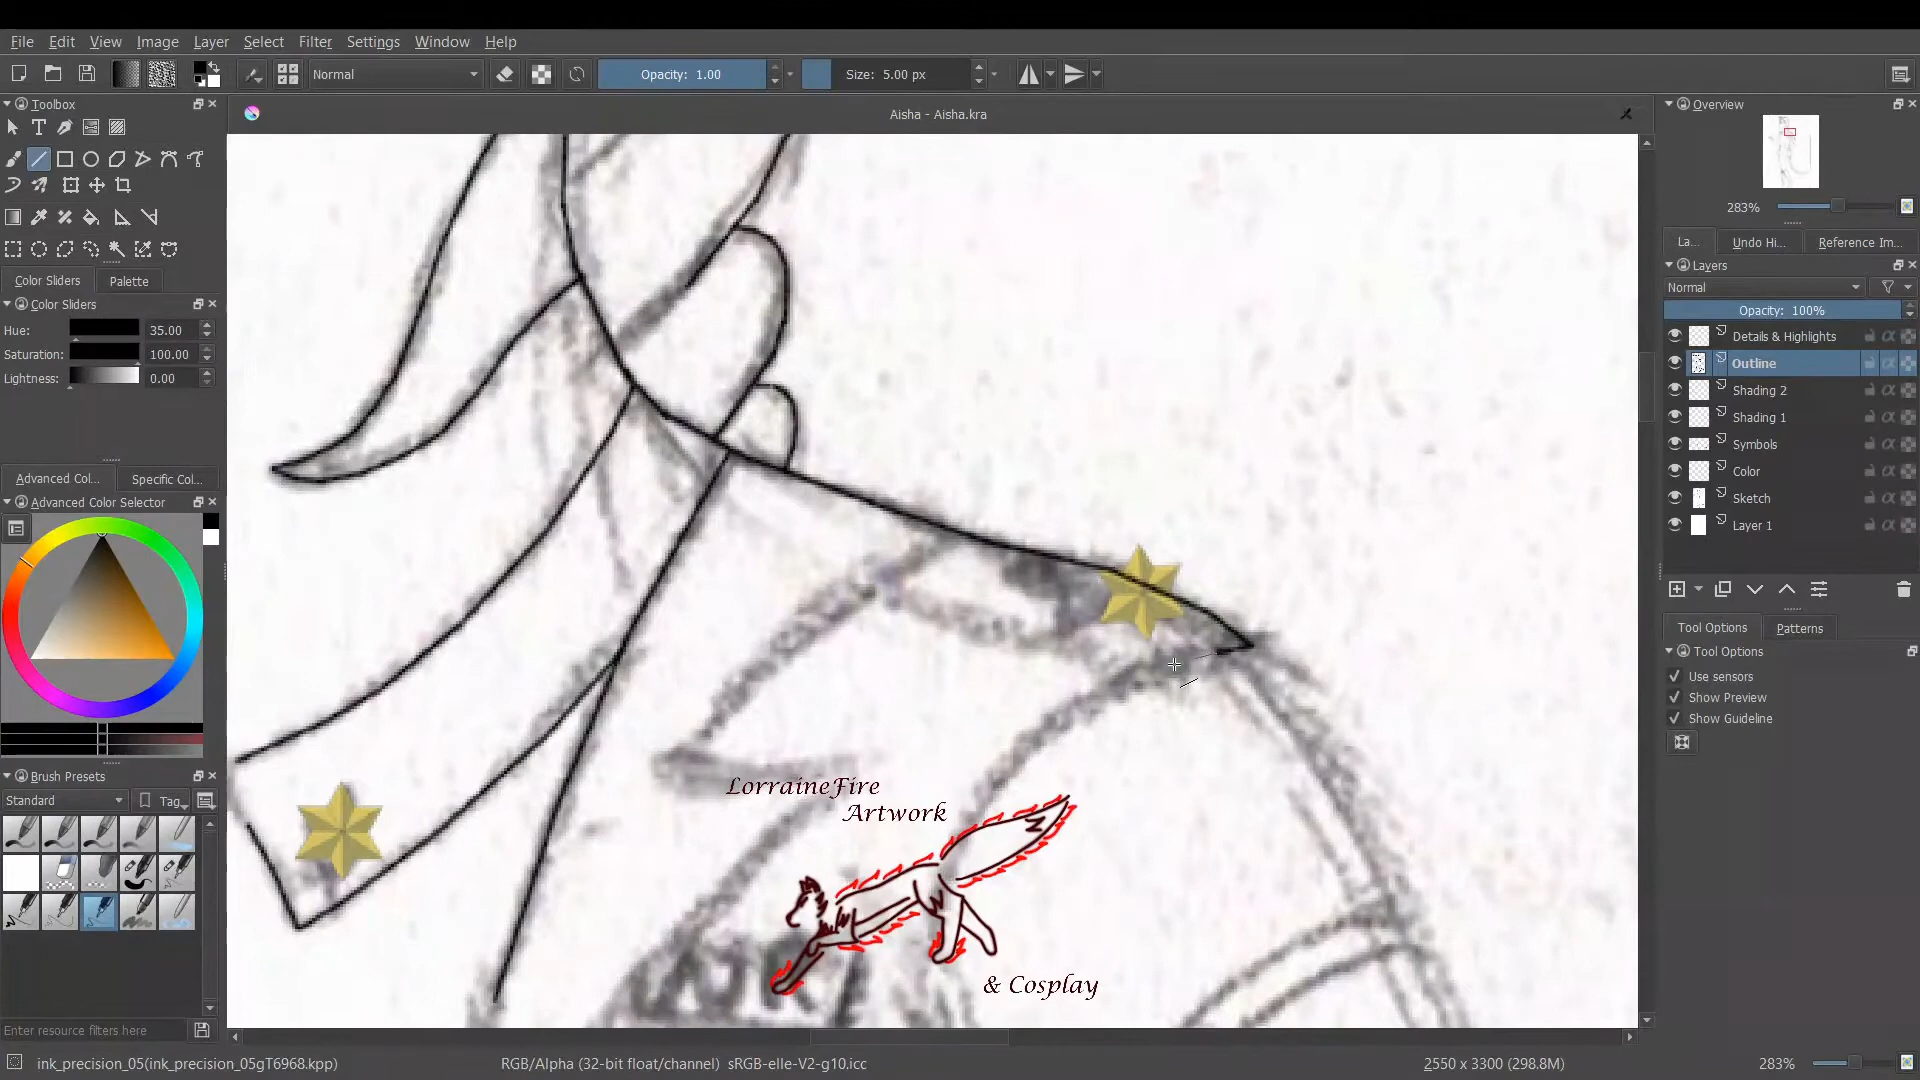 File Edit View Image Layer Select Filter Settings Window Help
Normal Opacity: 1.00 Size: 5.00 px
Toolbox
Aisha - Aisha.kra
Overview
283%
Color Sliders Palette
Color Sliders
Hue: 35.00
Saturation: 100.00
Lightness: 0.00
Advanced Col... Specific Col...
Advanced Color Selector
Brush Presets
Standard Tag
Enter resource filters here
LorraineFire
Artwork
& Cosplay
La... Undo Hi... Reference Im...
Layers
Normal
Opacity: 100%
Details & Highlights
Outline
Shading 2
Shading 1
Symbols
Color
Sketch
Layer 1
Tool Options Patterns
Tool Options
Use sensors
Show Preview
Show Guideline
ink_precision_05(ink_precision_05gT6968.kpp) RGB/Alpha (32-bit float/channel) sRGB-elle-V2-g10.icc 2550 x 3300 (298.8M) 283%